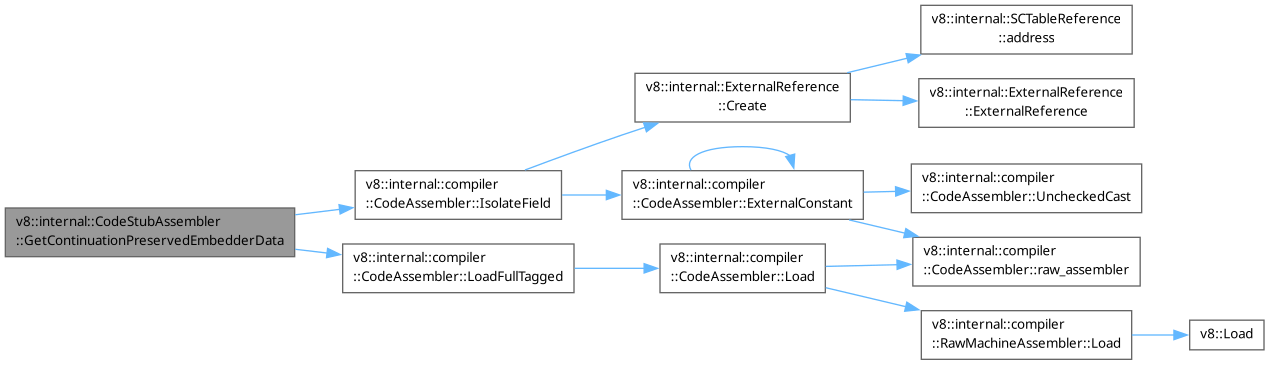 v8::internal::CodeStubAssembler
::GetContinuationPreservedEmbedderData
v8::internal::compiler
::CodeAssembler::IsolateField
v8::internal::ExternalReference
::Create
v8::internal::SCTableReference
::address
v8::internal::ExternalReference
::ExternalReference
v8::internal::compiler
::CodeAssembler::ExternalConstant
v8::internal::compiler
::CodeAssembler::UncheckedCast
v8::internal::compiler
::CodeAssembler::raw_assembler
v8::internal::compiler
::CodeAssembler::LoadFullTagged
v8::internal::compiler
::CodeAssembler::Load
v8::internal::compiler
::RawMachineAssembler::Load
v8::Load